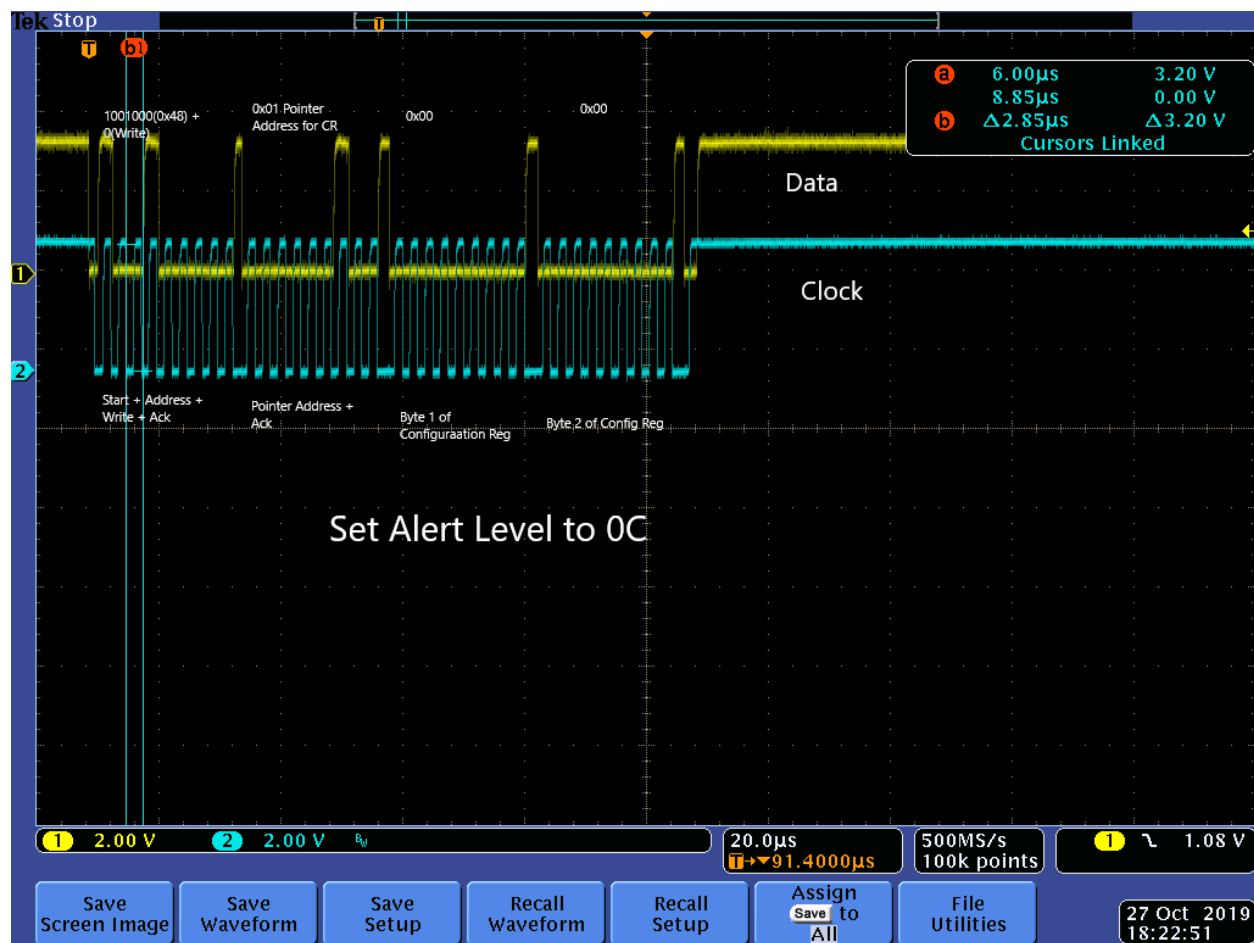 Tek Stop
T
T
b1
a 6.00µs 3.20 V
8.85µs 0.00 V
b Δ2.85µs Δ3.20 V
Cursors Linked
1001000(0x48) +
0(Write)
0x01 Pointer
Address for CR
0x00
0x00
Data
1
Clock
2
Start + Address +
Write + Ack
Pointer Address +
Ack
Byte 1 of
Configuraation Reg
Byte 2 of Config Reg
Set Alert Level to 0C
1 2.00 V 2 2.00 V BW
20.0µs
T→▼91.4000µs
500MS/s
100k points
1 1.08 V
Save
Screen Image
Save
Waveform
Save
Setup
Recall
Waveform
Recall
Setup
Assign
Save to
All
File
Utilities
27 Oct 2019
18:22:51